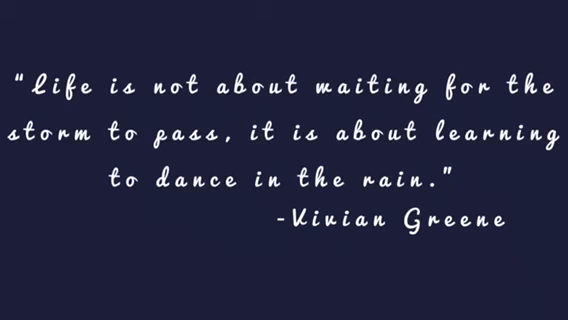 "Life is not about waiting for the
storm to pass, it is about learning
to dance in the rain."
-Vivian Greene